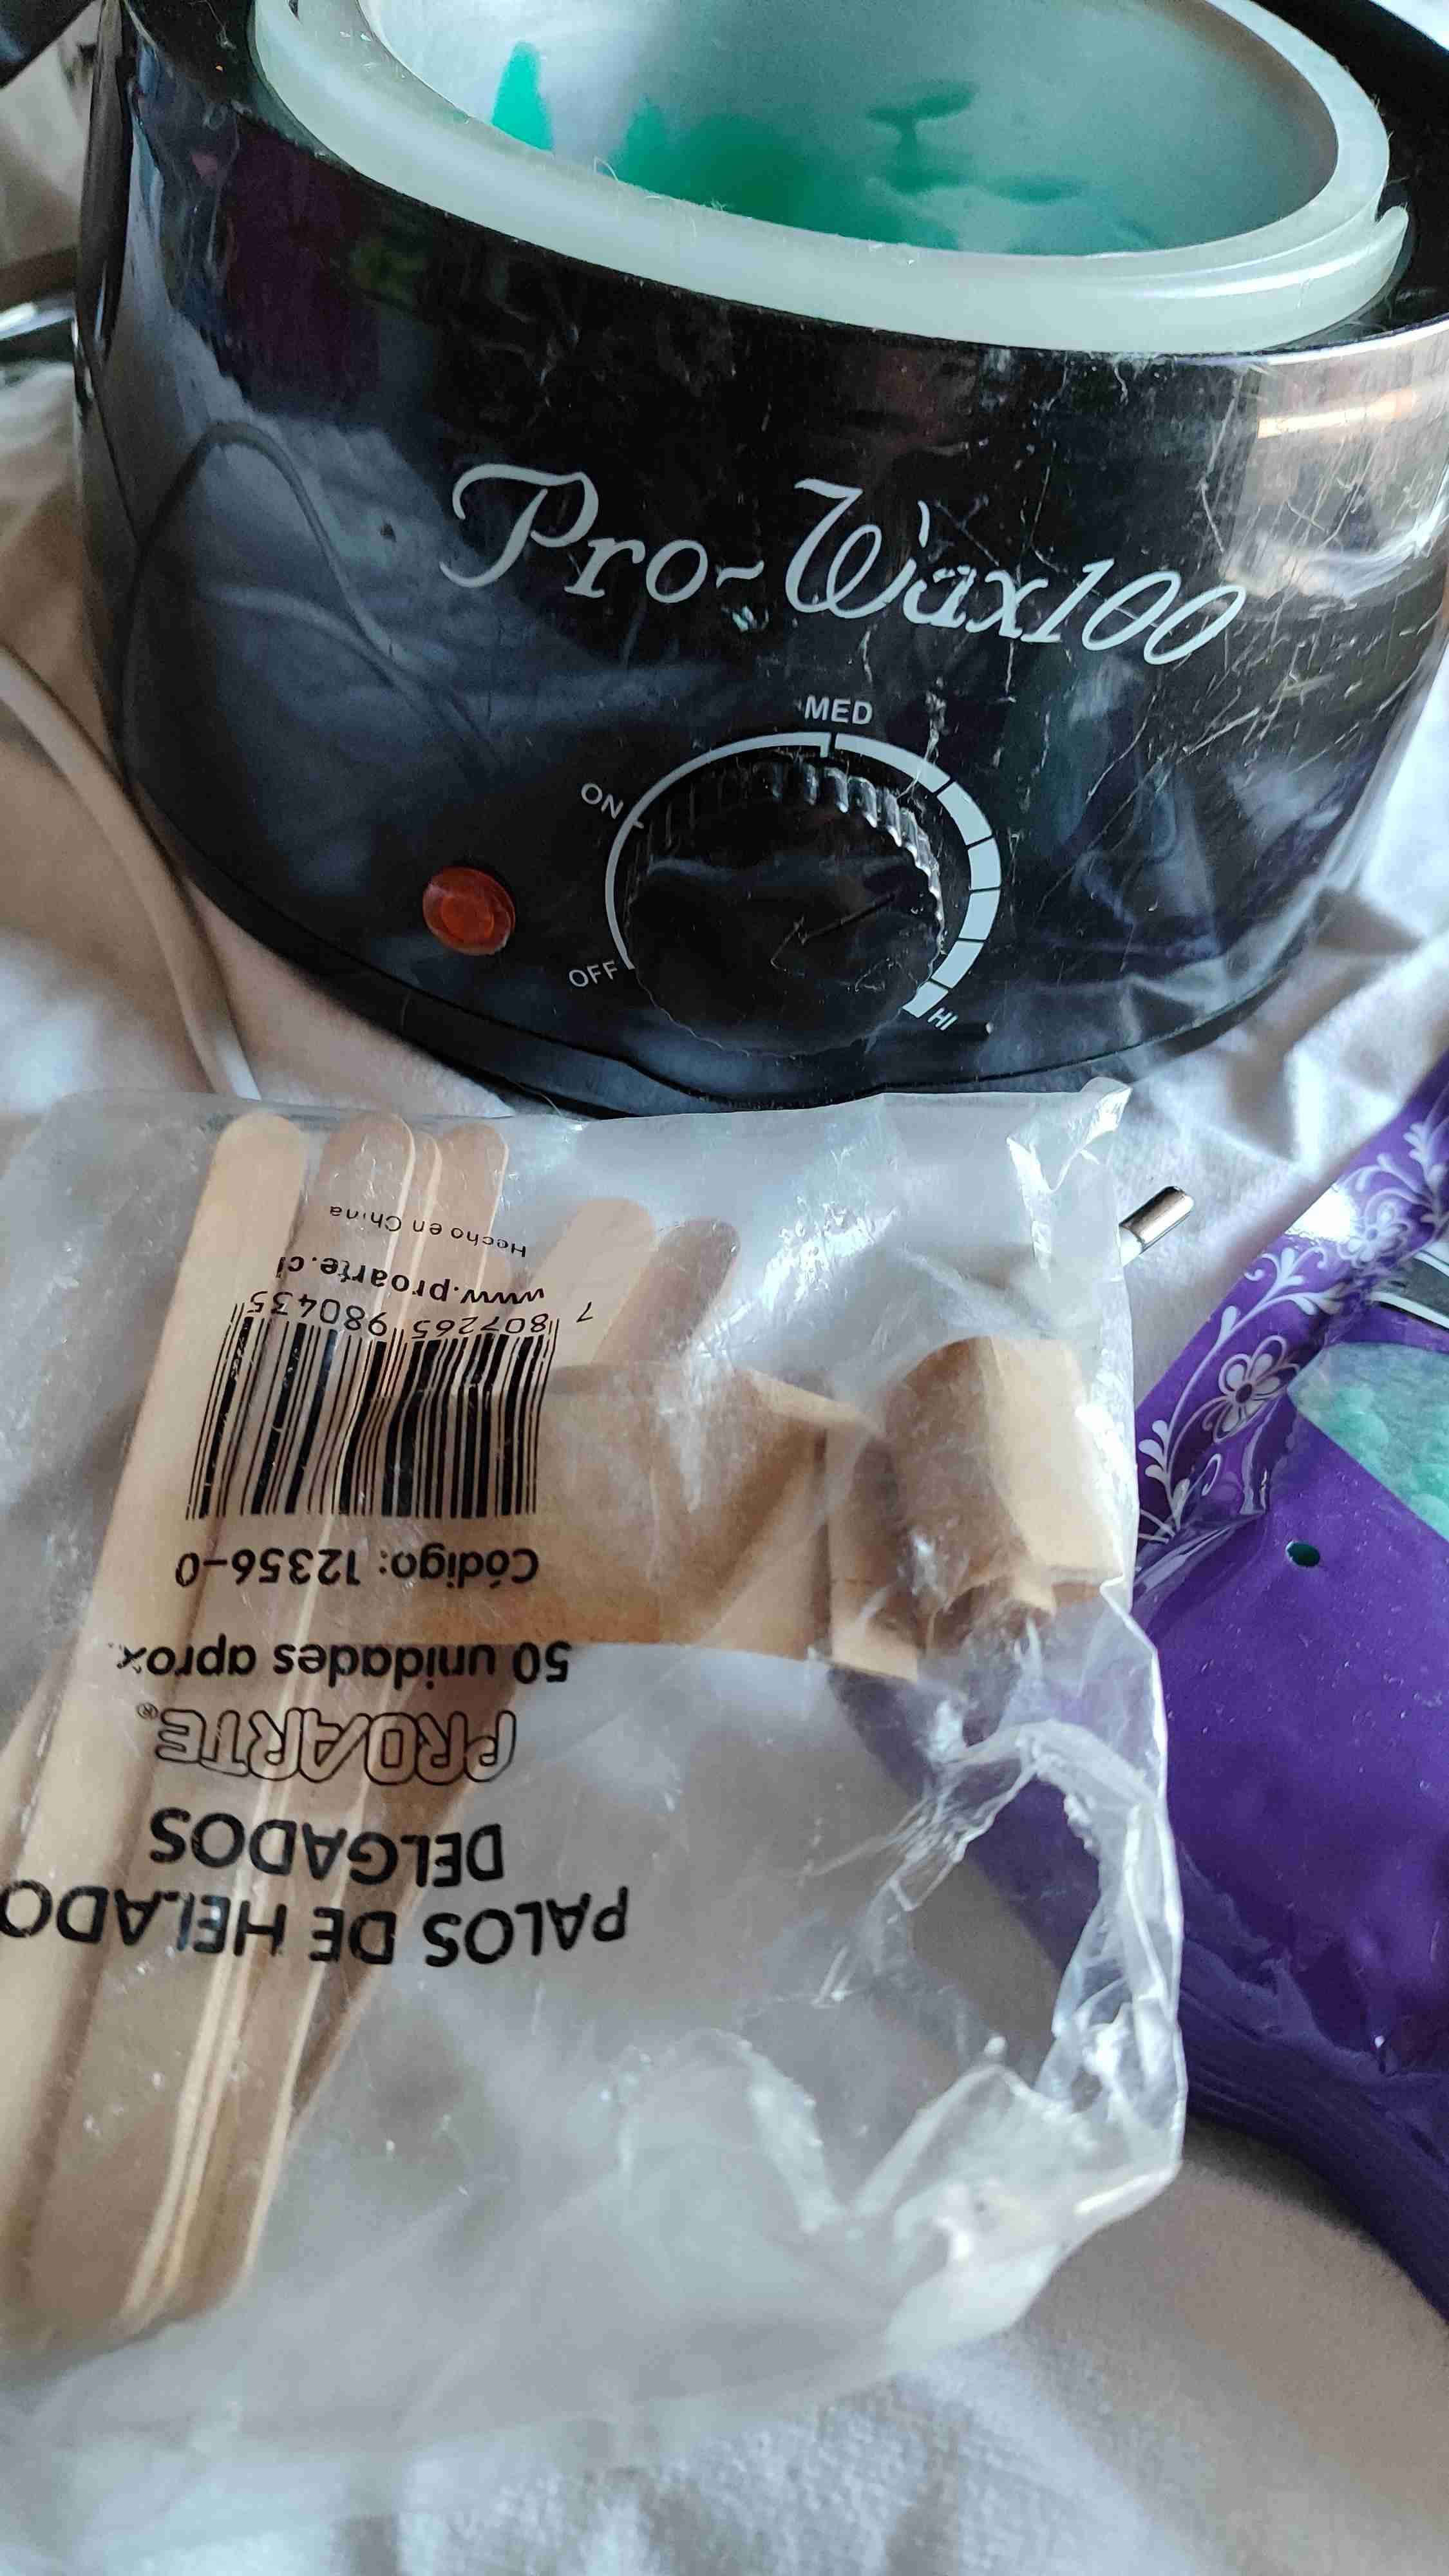 Pro-Wax100
MED
ON
OFF
HI
PALOS DE HELADO
DELGADOS
PROARTE®
50 unidades aprox.
Código: 12356-0
7 807265 980435
www.proarte.cl
Hecho en China